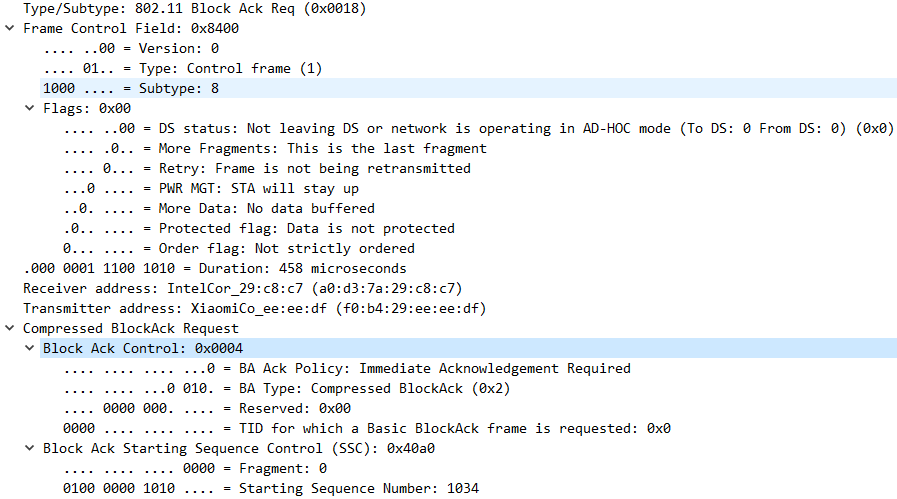 Type/Subtype: 802.11 Block Ack Req (0x0018)
Frame Control Field: 0x8400
.... ..00 = Version: 0
.... 01.. = Type: Control frame (1)
1000 .... = Subtype: 8
Flags: 0x00
.... ..00 = DS status: Not leaving DS or network is operating in AD-HOC mode (To DS: 0 From DS: 0) (0x0)
.... .0.. = More Fragments: This is the last fragment
.... 0... = Retry: Frame is not being retransmitted
...0 .... = PWR MGT: STA will stay up
..0. .... = More Data: No data buffered
.0.. .... = Protected flag: Data is not protected
0... .... = Order flag: Not strictly ordered
.000 0001 1100 1010 = Duration: 458 microseconds
Receiver address: IntelCor_29:c8:c7 (a0:d3:7a:29:c8:c7)
Transmitter address: XiaomiCo_ee:ee:df (f0:b4:29:ee:ee:df)
Compressed BlockAck Request
Block Ack Control: 0x0004
.... .... .... ...0 = BA Ack Policy: Immediate Acknowledgement Required
.... .... ...0 010. = BA Type: Compressed BlockAck (0x2)
.... 0000 000. .... = Reserved: 0x00
0000 .... .... .... = TID for which a Basic BlockAck frame is requested: 0x0
Block Ack Starting Sequence Control (SSC): 0x40a0
.... .... .... 0000 = Fragment: 0
0100 0000 1010 .... = Starting Sequence Number: 1034